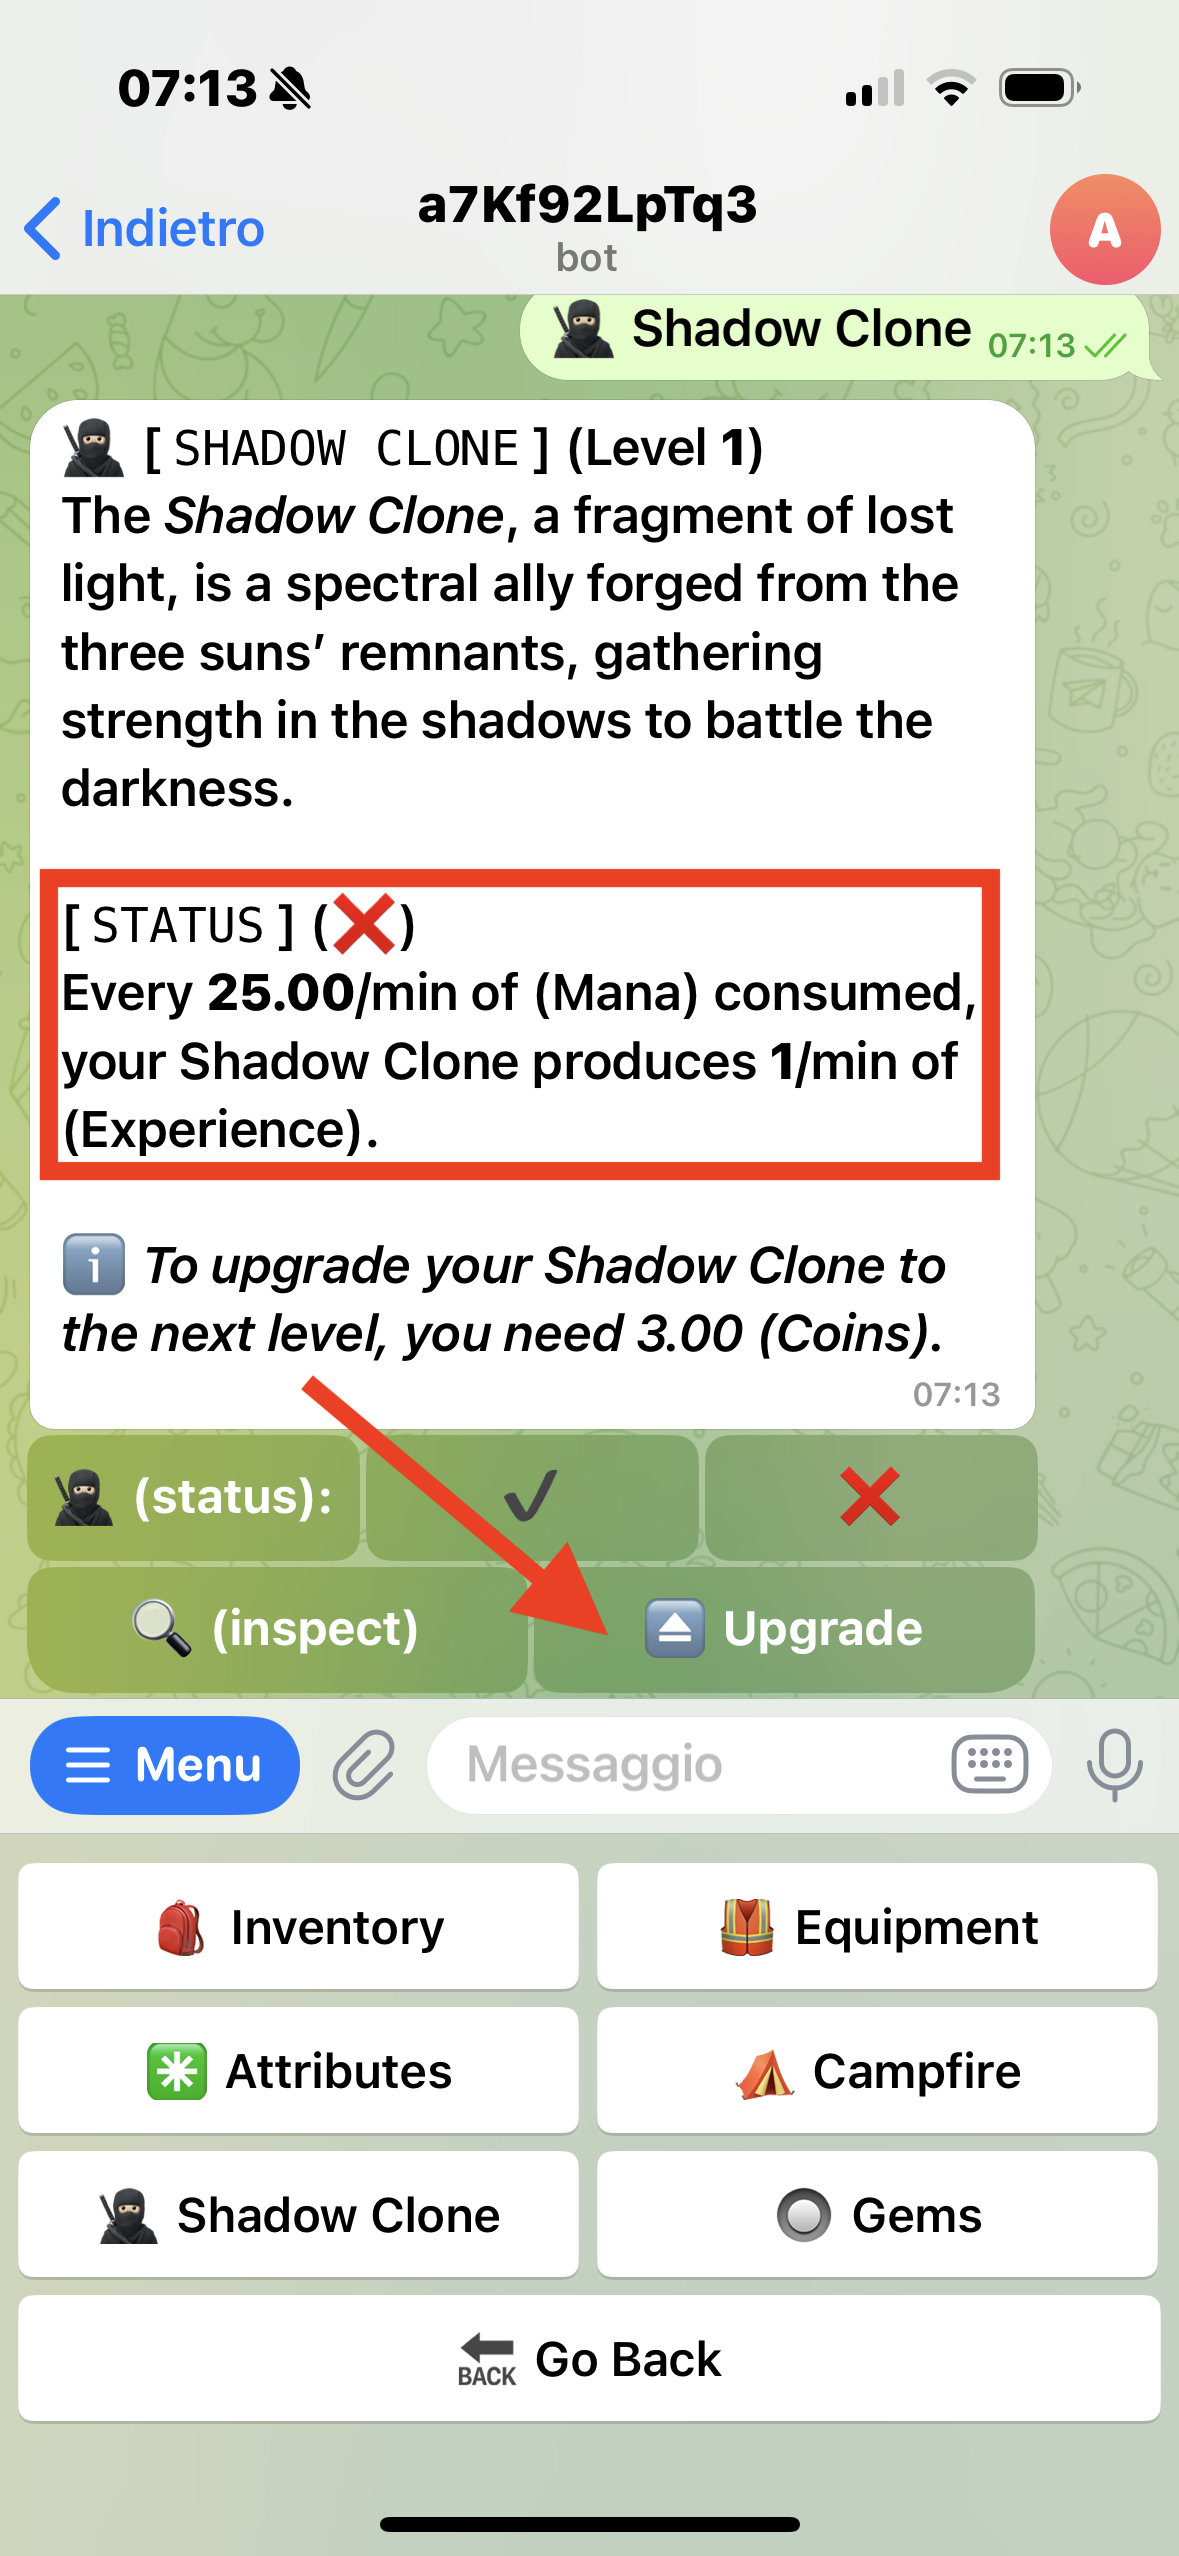 07:13
Indietro
a7Kf92LpTq3
bot
A
Shadow Clone 07:13
[SHADOW CLONE] (Level 1)
The Shadow Clone, a fragment of lost
light, is a spectral ally forged from the
three suns’ remnants, gathering
strength in the shadows to battle the
darkness.
[STATUS] (❌)
Every 25.00/min of (Mana) consumed,
your Shadow Clone produces 1/min of
(Experience).
ℹ️ To upgrade your Shadow Clone to
the next level, you need 3.00 (Coins).
07:13
(status):
(inspect)
Upgrade
Menu
Messaggio
Inventory
Equipment
Attributes
Campfire
Shadow Clone
Gems
BACK Go Back